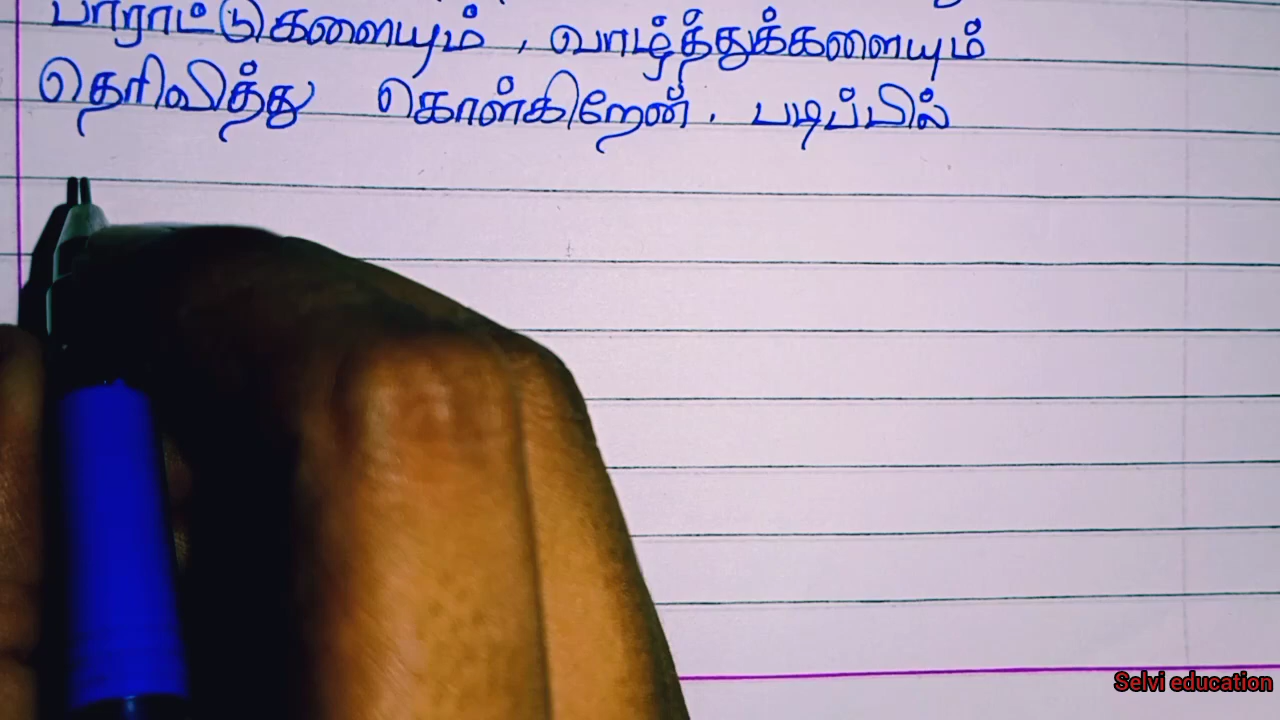 பாராட்டுகளையும் , வாழ்த்துக்களையும்
தெரிவித்து கொள்கிறேன். படிப்பில்
Selvi education